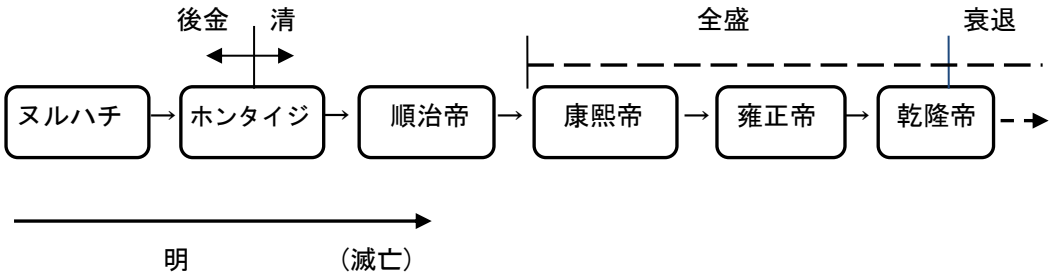 後金 清 全盛 衰退
ヌルハチ → ホンタイジ → 順治帝 → 康熙帝 → 雍正帝 → 乾隆帝
明 (滅亡)